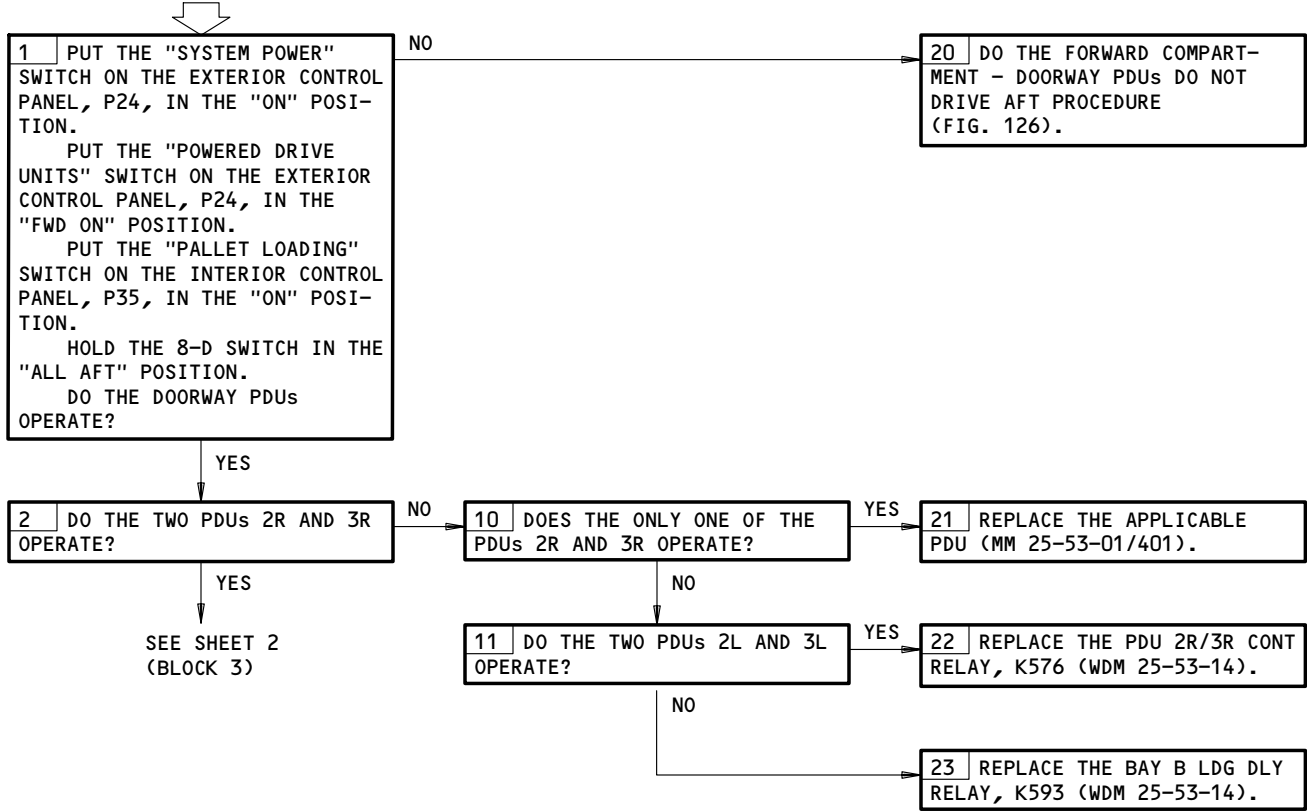 1 PUT THE "SYSTEM POWER"
SWITCH ON THE EXTERIOR CONTROL
PANEL, P24, IN THE "ON" POSI-
TION.
PUT THE "POWERED DRIVE
UNITS" SWITCH ON THE EXTERIOR
CONTROL PANEL, P24, IN THE
"FWD ON" POSITION.
PUT THE "PALLET LOADING"
SWITCH ON THE INTERIOR CONTROL
PANEL, P35, IN THE "ON" POSI-
TION.
HOLD THE 8-D SWITCH IN THE
"ALL AFT" POSITION.
DO THE DOORWAY PDUs
OPERATE?
NO
20 DO THE FORWARD COMPART-
MENT - DOORWAY PDUs DO NOT
DRIVE AFT PROCEDURE
(FIG. 126).
YES
2 DO THE TWO PDUs 2R AND 3R
OPERATE?
NO
10 DOES THE ONLY ONE OF THE
PDUs 2R AND 3R OPERATE?
YES
21 REPLACE THE APPLICABLE
PDU (MM 25-53-01/401).
YES
SEE SHEET 2
(BLOCK 3)
NO
11 DO THE TWO PDUs 2L AND 3L
OPERATE?
YES
22 REPLACE THE PDU 2R/3R CONT
RELAY, K576 (WDM 25-53-14).
NO
23 REPLACE THE BAY B LDG DLY
RELAY, K593 (WDM 25-53-14).